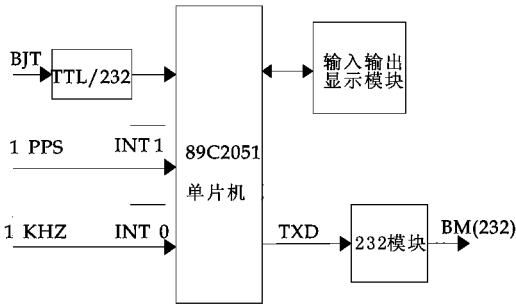 BJT
TTL/232
输入输出
显示模块
1 PPS
INT 1
89C2051
单片机
1 KHZ
INT 0
TXD
232模块
BM(232)